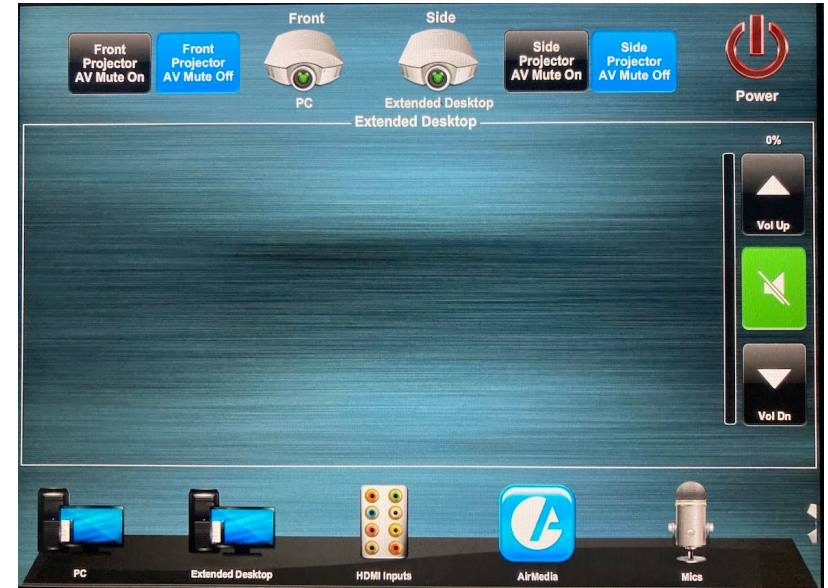 Front
Side
Front
Projector
AV Mute On
Front
Projector
AV Mute Off
Side
Projector
AV Mute On
Side
Projector
AV Mute Off
PC
Extended Desktop
Power
Extended Desktop
0%
Vol Up
Vol Dn
PC
Extended Desktop
HDMI Inputs
AirMedia
Mics